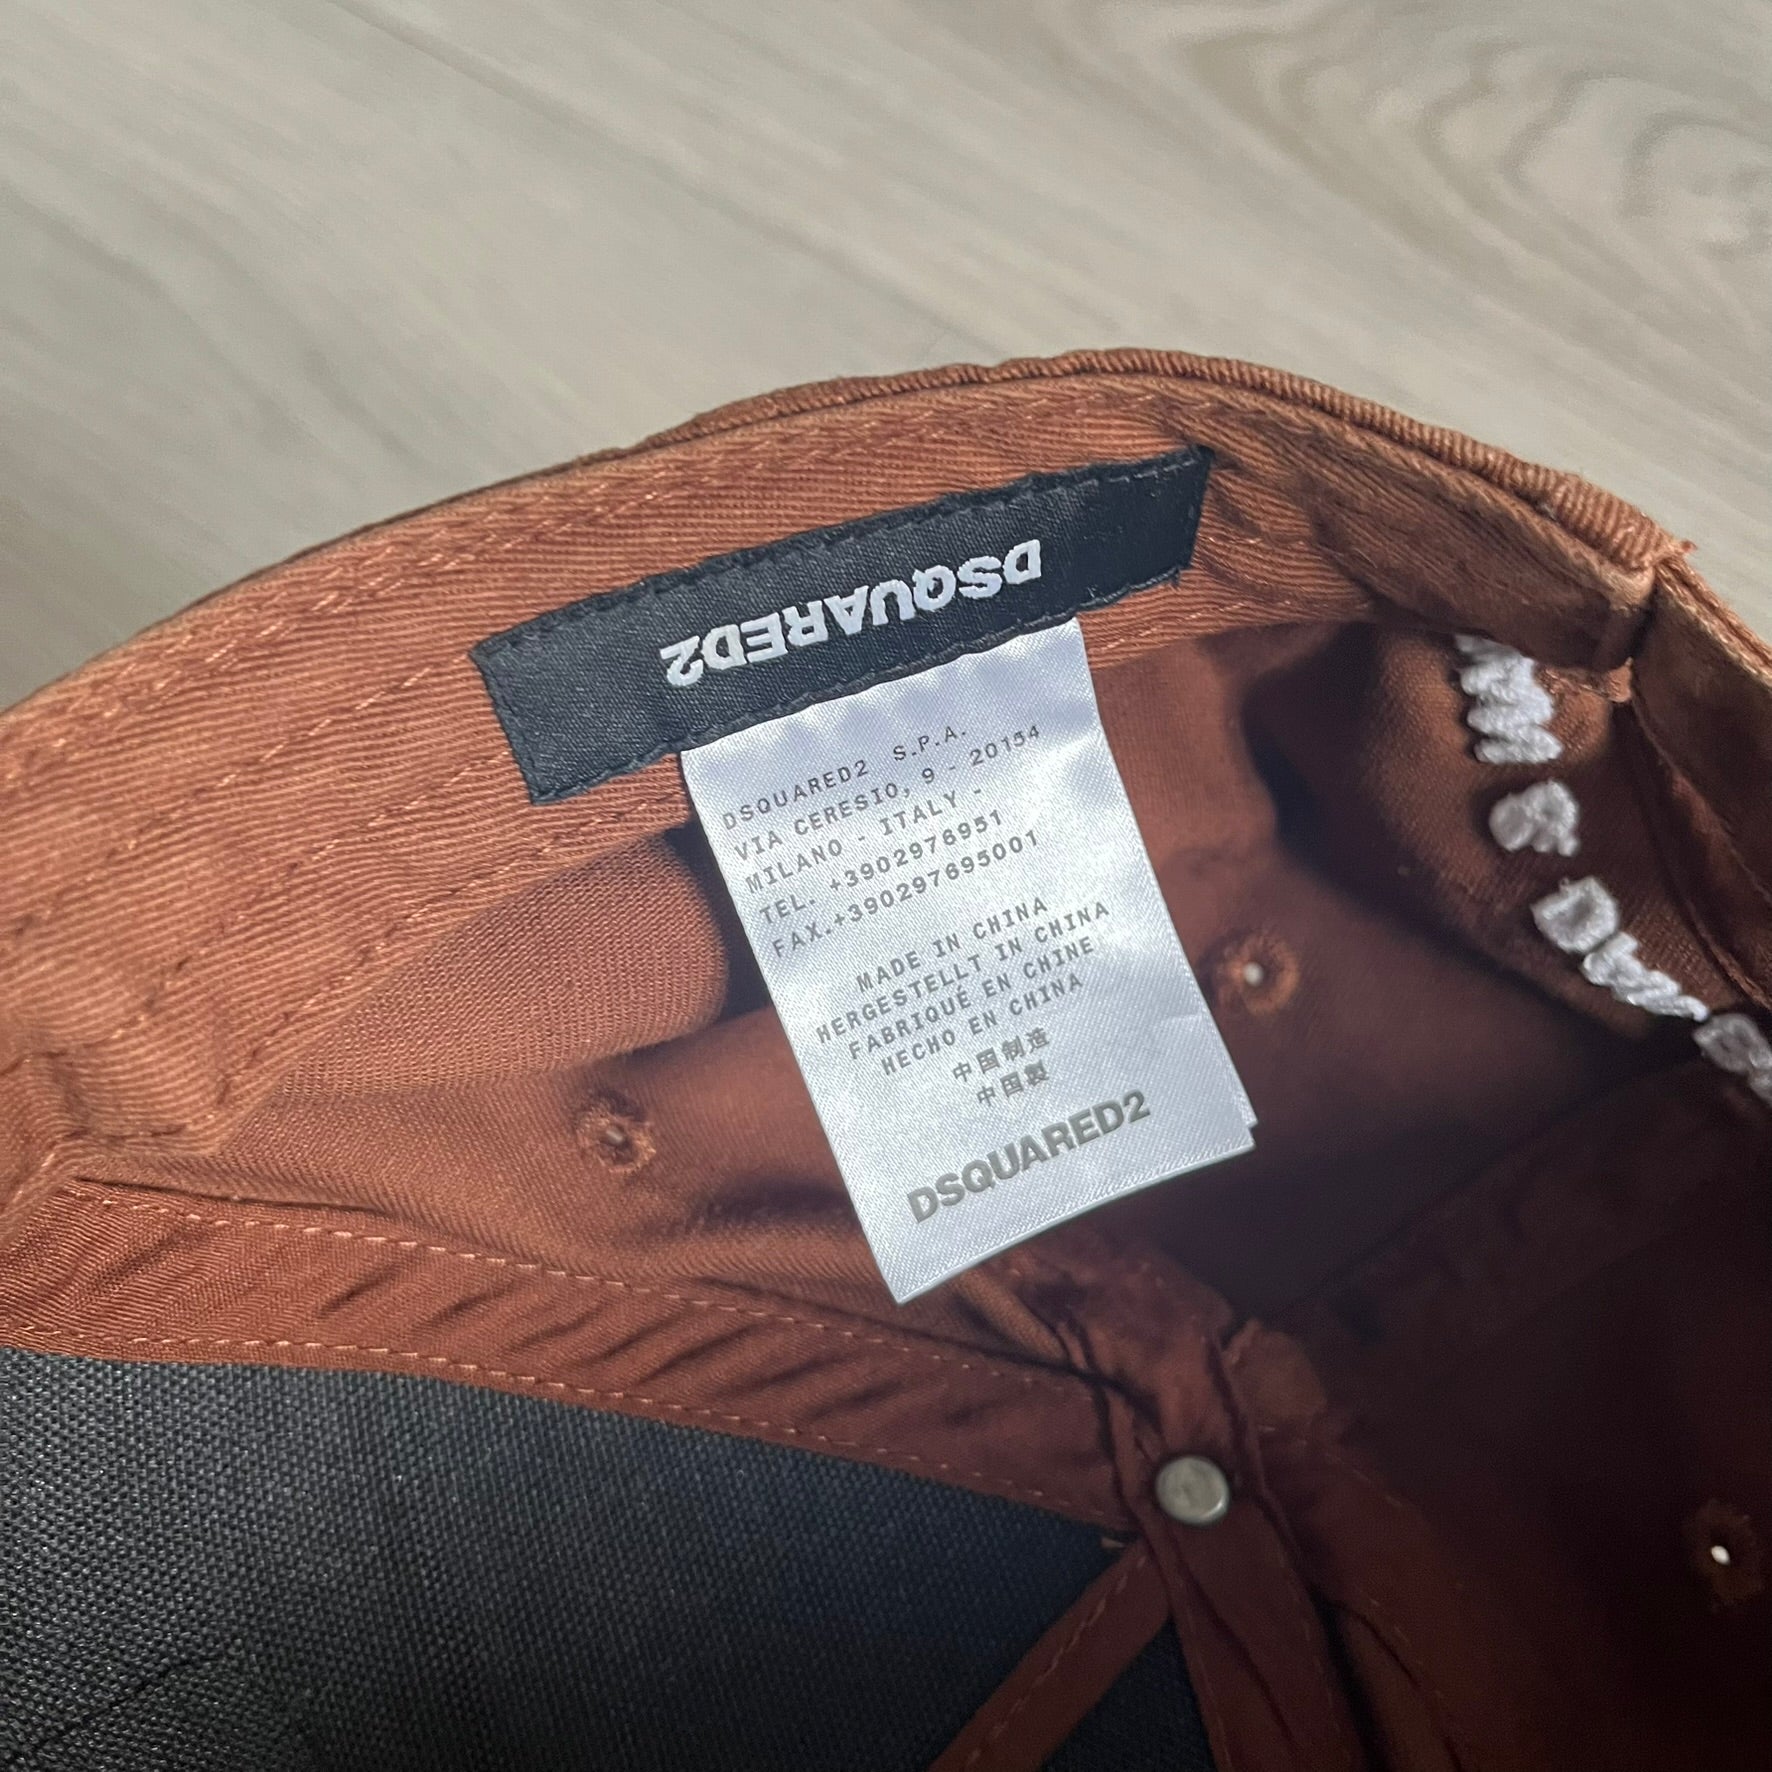 DSQUARED2
DSQUARED2 S.P.A.
VIA CERESIO, 9 - 20154
MILANO - ITALY -
TEL. +3902976951
FAX.+390297695001
MADE IN CHINA
HERGESTELLT IN CHINA
FABRIQUÉ EN CHINE
HECHO EN CHINA
中国制造
中国製
DSQUARED2